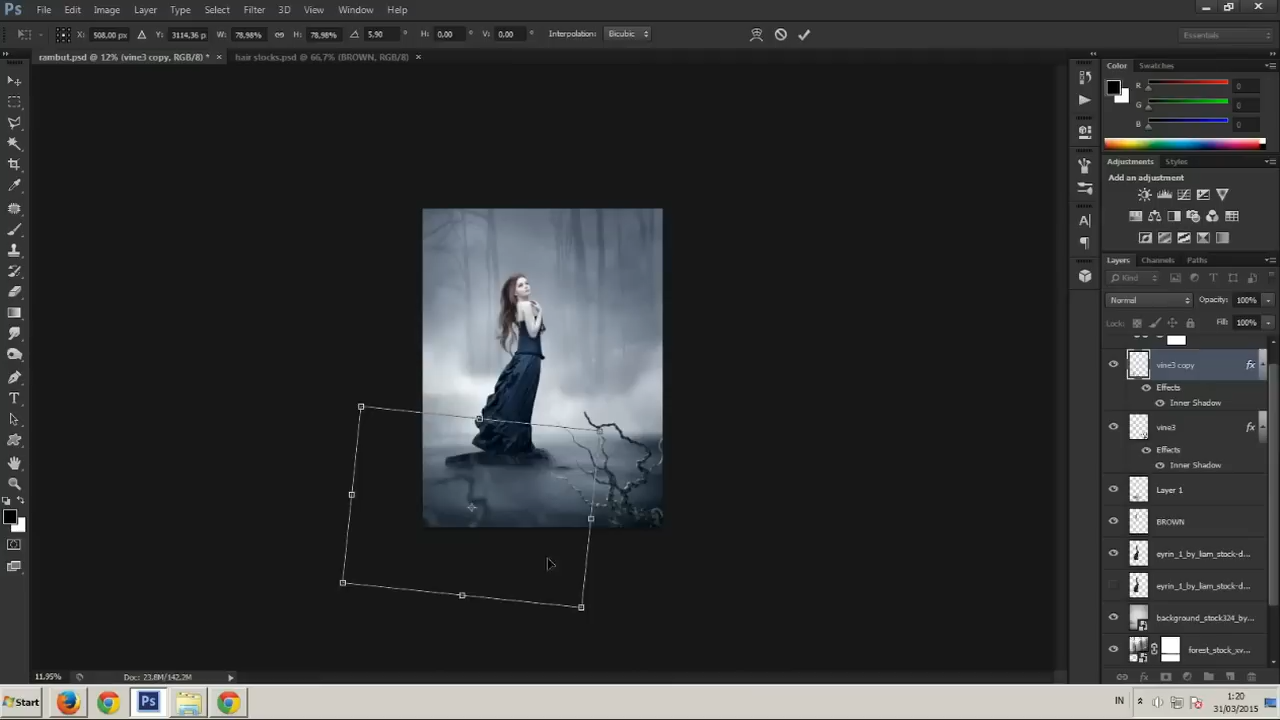 Ps File Edit Image Layer Type Select Filter 3D View Window Help
X: 508,00 px Y: 3114,36 p W: 78,98% H: 78,98% 5,90 ° H: 0,00 ° V: 0,00 ° Interpolation: Bicubic Essentials
rambut.psd @ 12% (vine3 copy, RGB/8) * × hair stocks.psd @ 66,7% (BROWN, RGB/8) ×
Color Swatches
R 0
G 0
B 0
Adjustments Styles
Add an adjustment
Layers Channels Paths
Kind
Normal Opacity: 100%
Lock: Fill: 100%
vine3 copy fx
Effects
Inner Shadow
vine3 fx
Effects
Inner Shadow
Layer 1
BROWN
eyrin_1_by_liam_stock-d...
eyrin_1_by_liam_stock-d...
background_stock324_by...
forest_stock_xv...
11.95% Doc: 23,8M/142,2M
Start Ps IN 1:20
31/03/2015